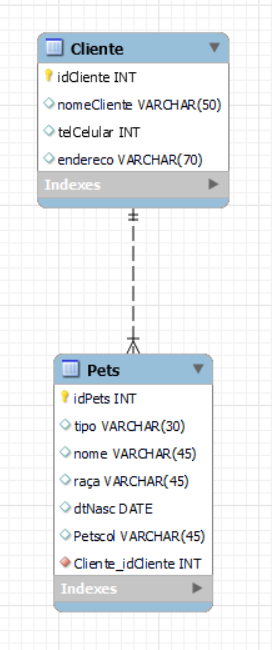 Cliente
idCliente INT
nomeCliente VARCHAR(50)
telCelular INT
endereco VARCHAR(70)
Indexes
Pets
idPets INT
tipo VARCHAR(30)
nome VARCHAR(45)
raça VARCHAR(45)
dtNasc DATE
Petscol VARCHAR(45)
Cliente_idCliente INT
Indexes